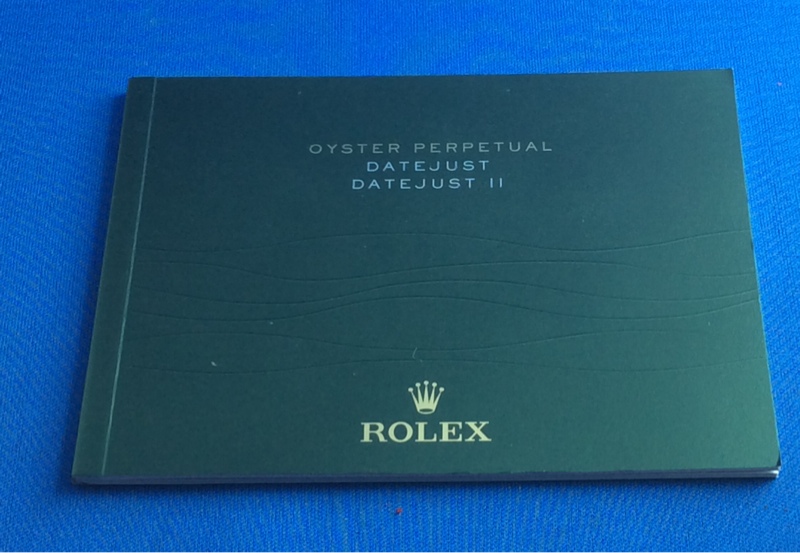 OYSTER PERPETUAL
DATEJUST
DATEJUST II
ROLEX